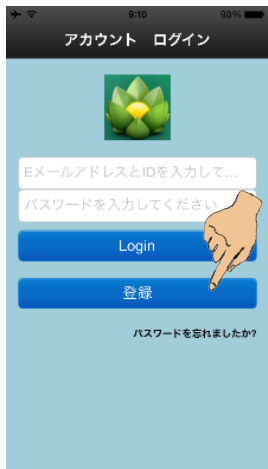 9:10
98%
アカウント　ログイン
EメールアドレスとIDを入力して...
パスワードを入力してください
Login
登録
パスワードを忘れましたか?